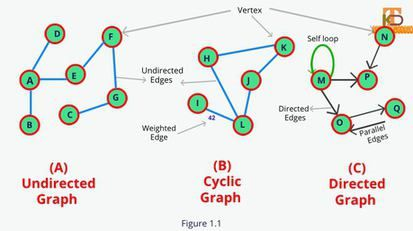 Vertex
D
F
A
E
G
C
B
Undirected
Edges
H
K
J
I
L
42
Weighted
Edge
Self loop
N
M
P
Directed
Edges
O
Q
Parallel
Edges
(A)
Undirected
Graph
(B)
Cyclic
Graph
(C)
Directed
Graph
Figure 1.1